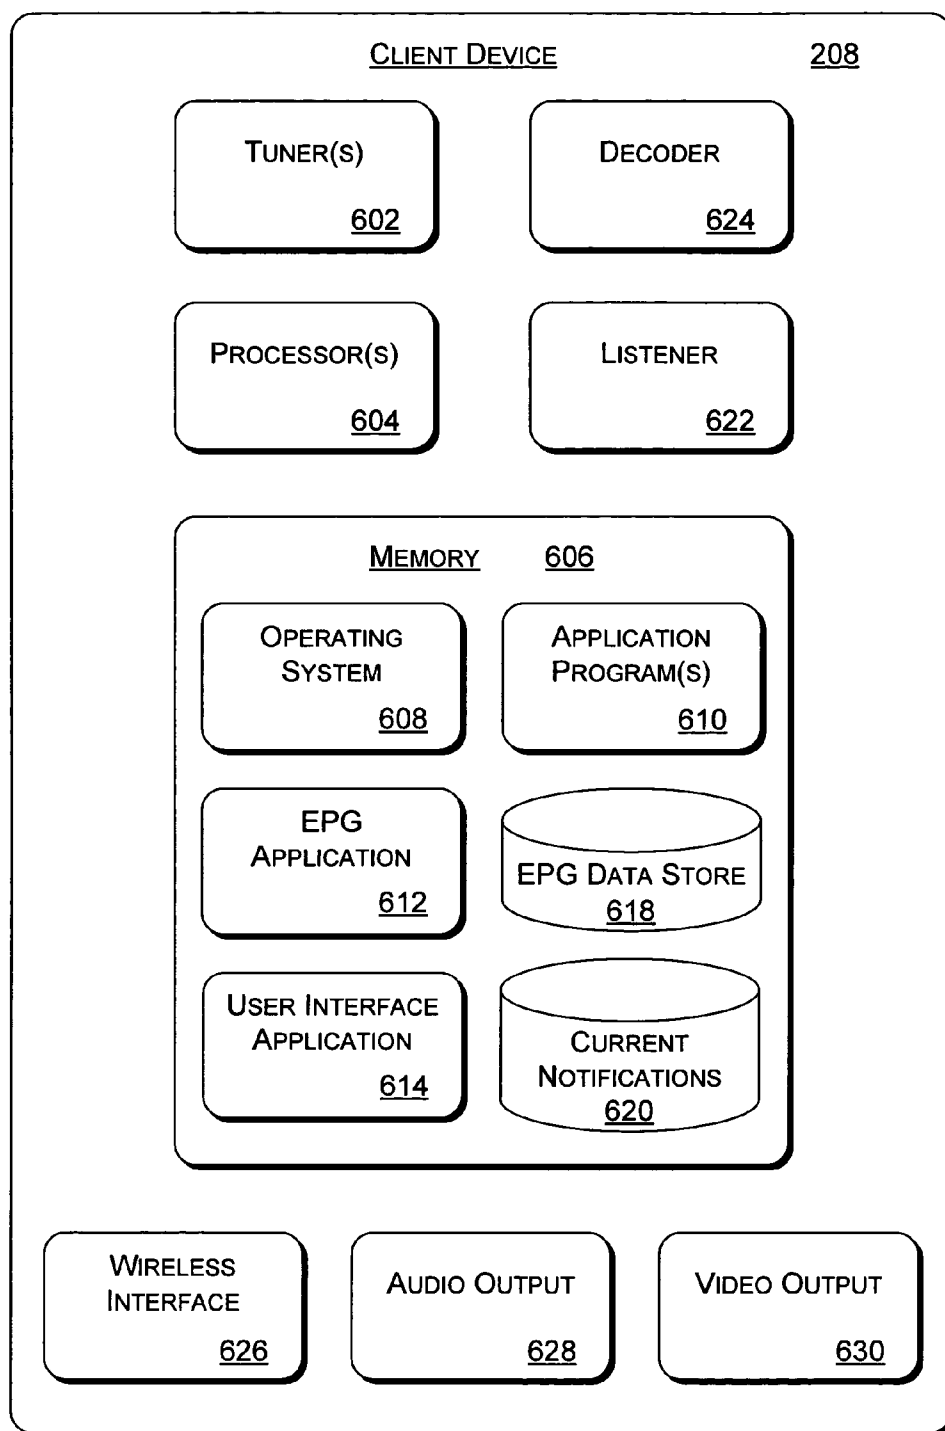 CLIENT DEVICE 208
TUNER(S)
602
DECODER
624
PROCESSOR(S)
604
LISTENER
622
MEMORY 606
OPERATING
SYSTEM
608
APPLICATION
PROGRAM(S)
610
EPG
APPLICATION
612
EPG DATA STORE
618
USER INTERFACE
APPLICATION
614
CURRENT
NOTIFICATIONS
620
WIRELESS
INTERFACE
626
AUDIO OUTPUT
628
VIDEO OUTPUT
630